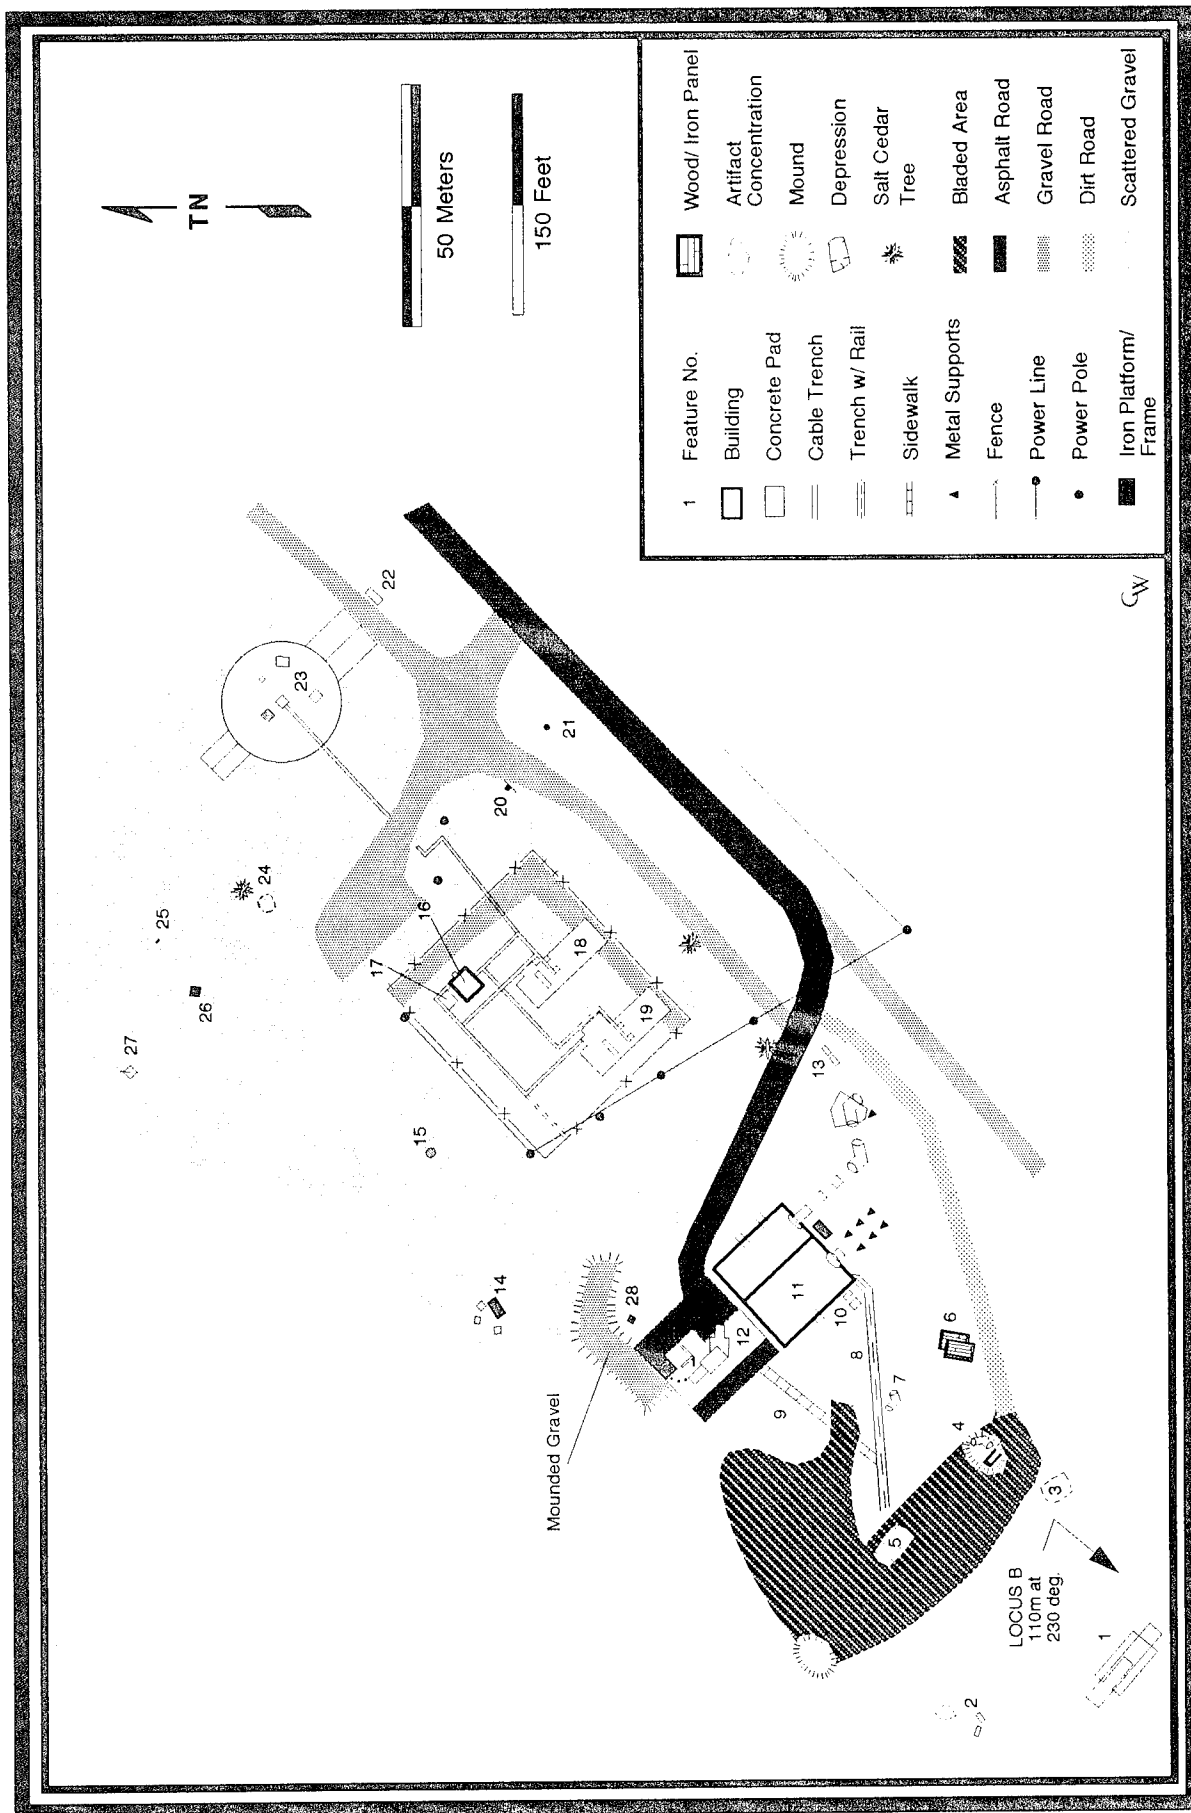 TN
50 Meters
150 Feet
Mounded Gravel
LOCUS B
110m at
230 deg.
1
2
3
4
5
6
7
8
9
10
11
12
13
14
15
16
17
18
19
20
21
22
23
24
25
26
27
28
1 Feature No.
Building
Concrete Pad
Cable Trench
Trench w/ Rail
Sidewalk
Metal Supports
Fence
Power Line
Power Pole
Iron Platform/
Frame
Wood/ Iron Panel
Artifact
Concentration
Mound
Depression
Salt Cedar
Tree
Bladed Area
Asphalt Road
Gravel Road
Dirt Road
Scattered Gravel
GW